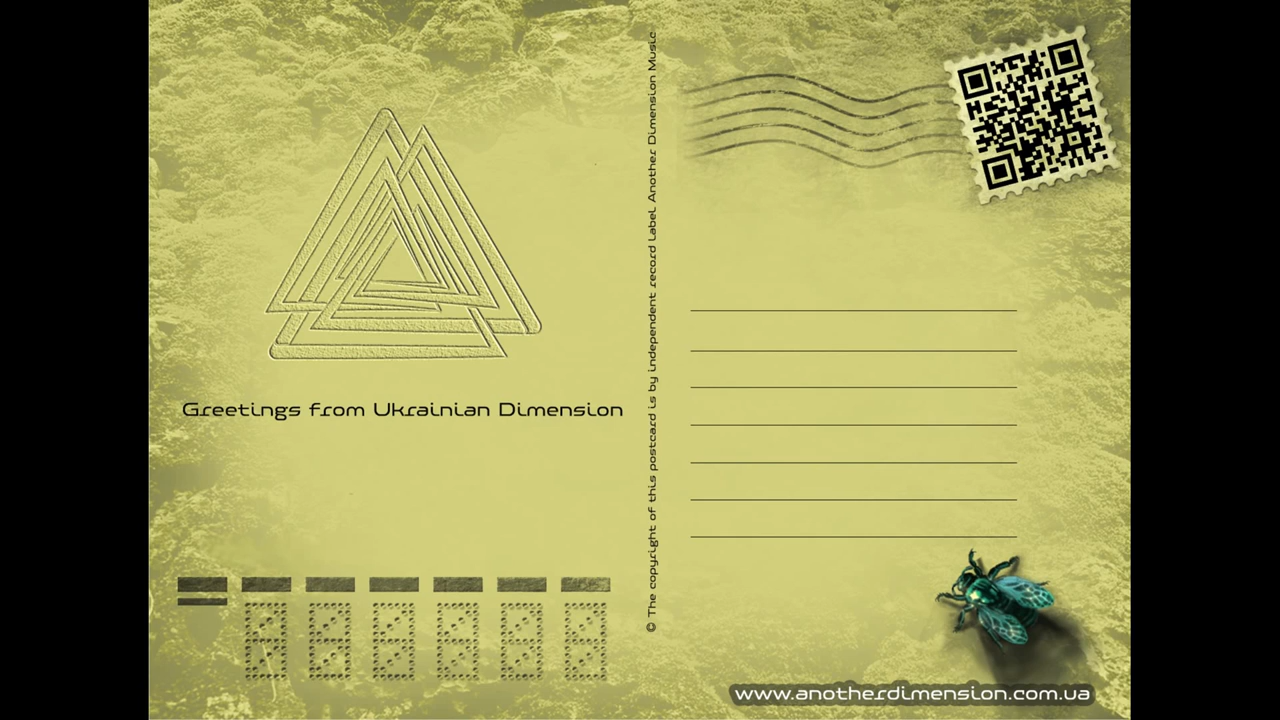 Greetings from Ukrainian Dimension
© The copyright of this postcard is by independent record label Another Dimension Music
www.anotherdimension.com.ua